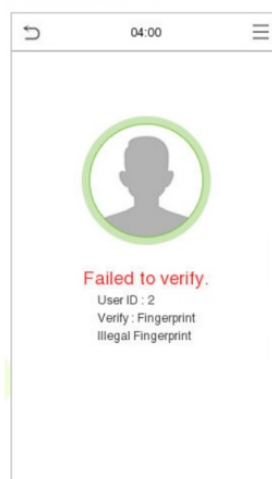 04:00
Failed to verify.
User ID : 2
Verify : Fingerprint
Illegal Fingerprint